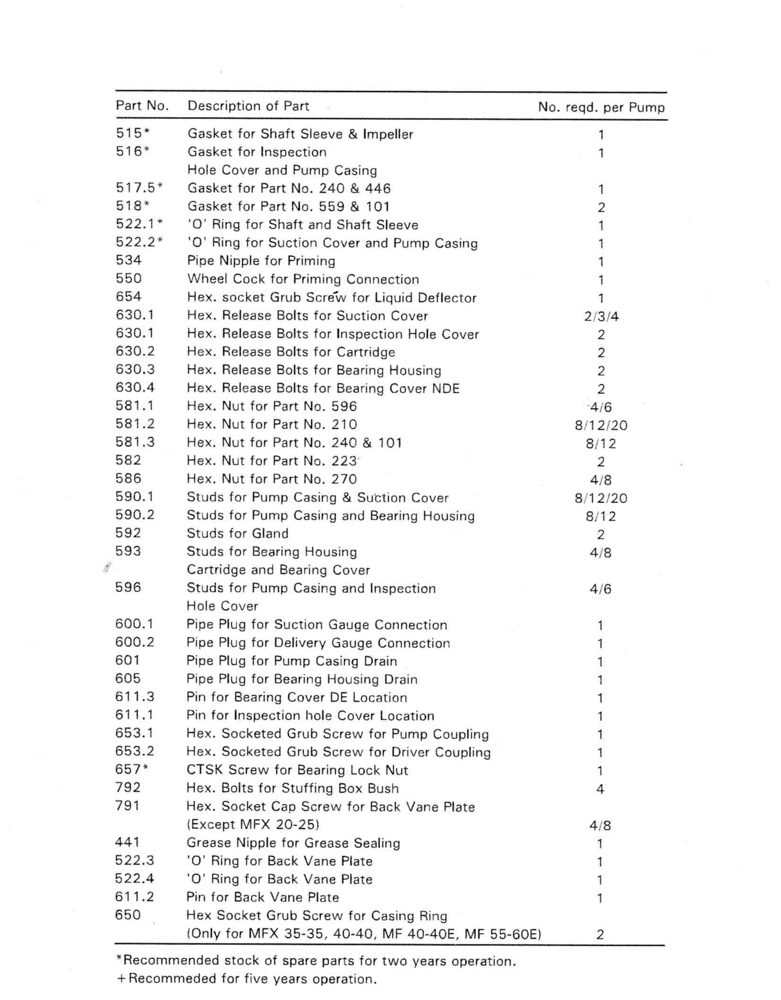 Part No. Description of Part No. reqd. per Pump
515* Gasket for Shaft Sleeve & Impeller 1
516* Gasket for Inspection 1
Hole Cover and Pump Casing
517.5* Gasket for Part No. 240 & 446 1
518* Gasket for Part No. 559 & 101 2
522.1* 'O' Ring for Shaft and Shaft Sleeve 1
522.2* 'O' Ring for Suction Cover and Pump Casing 1
534 Pipe Nipple for Priming 1
550 Wheel Cock for Priming Connection 1
654 Hex. socket Grub Screw for Liquid Deflector 1
630.1 Hex. Release Bolts for Suction Cover 2/3/4
630.1 Hex. Release Bolts for Inspection Hole Cover 2
630.2 Hex. Release Bolts for Cartridge 2
630.3 Hex. Release Bolts for Bearing Housing 2
630.4 Hex. Release Bolts for Bearing Cover NDE 2
581.1 Hex. Nut for Part No. 596 4/6
581.2 Hex. Nut for Part No. 210 8/12/20
581.3 Hex. Nut for Part No. 240 & 101 8/12
582 Hex. Nut for Part No. 223 2
586 Hex. Nut for Part No. 270 4/8
590.1 Studs for Pump Casing & Suction Cover 8/12/20
590.2 Studs for Pump Casing and Bearing Housing 8/12
592 Studs for Gland 2
593 Studs for Bearing Housing 4/8
Cartridge and Bearing Cover
596 Studs for Pump Casing and Inspection 4/6
Hole Cover
600.1 Pipe Plug for Suction Gauge Connection 1
600.2 Pipe Plug for Delivery Gauge Connection 1
601 Pipe Plug for Pump Casing Drain 1
605 Pipe Plug for Bearing Housing Drain 1
611.3 Pin for Bearing Cover DE Location 1
611.1 Pin for Inspection hole Cover Location 1
653.1 Hex. Socketed Grub Screw for Pump Coupling 1
653.2 Hex. Socketed Grub Screw for Driver Coupling 1
657* CTSK Screw for Bearing Lock Nut 1
792 Hex. Bolts for Stuffing Box Bush 4
791 Hex. Socket Cap Screw for Back Vane Plate
(Except MFX 20-25) 4/8
441 Grease Nipple for Grease Sealing 1
522.3 'O' Ring for Back Vane Plate 1
522.4 'O' Ring for Back Vane Plate 1
611.2 Pin for Back Vane Plate 1
650 Hex Socket Grub Screw for Casing Ring
(Only for MFX 35-35, 40-40, MF 40-40E, MF 55-60E) 2
*Recommended stock of spare parts for two years operation.
+Recommeded for five years operation.